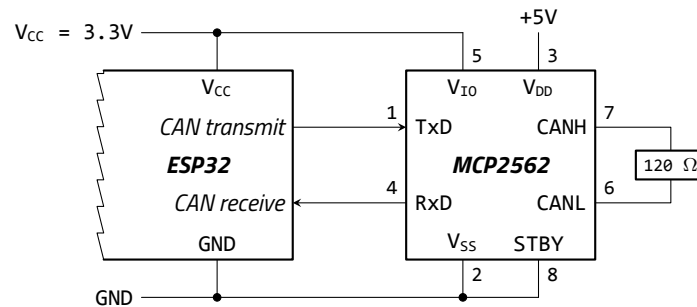 +5V
VCC = 3.3V
5 3
VCC VIO VDD
1 7
CAN transmit TxD CANH
ESP32 MCP2562 120 Ω
4 6
CAN receive RxD CANL
GND VSS STBY
2 8
GND